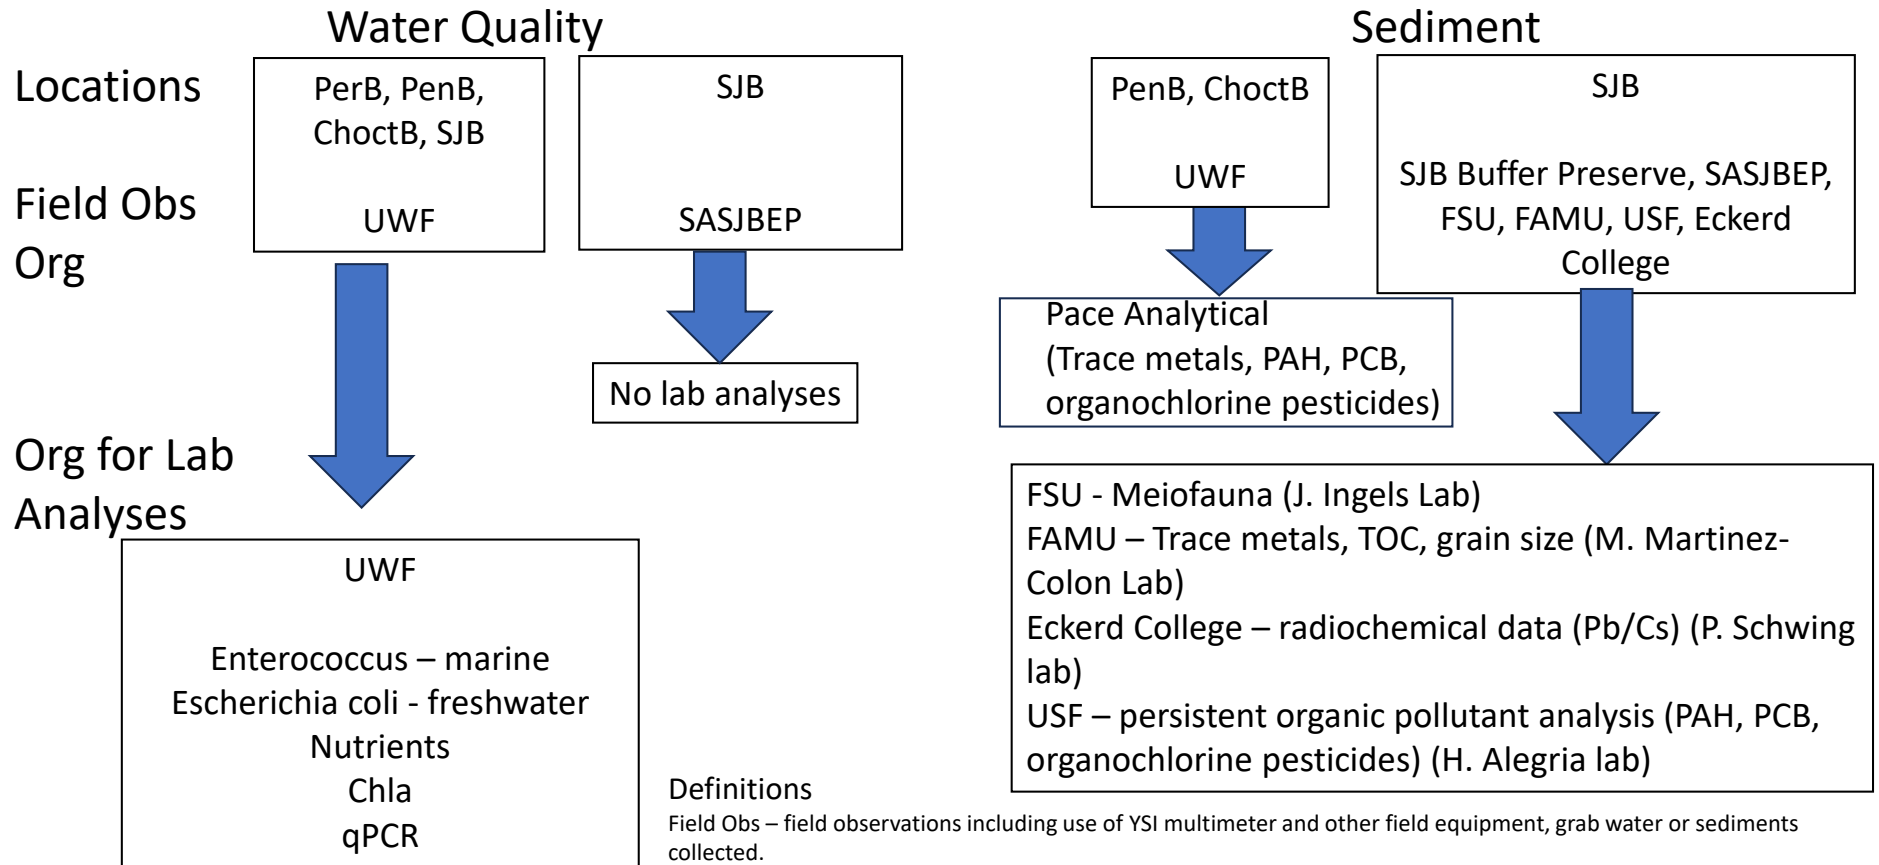 Water Quality
Sediment
Locations
Field Obs
Org
Org for Lab
Analyses
PerB, PenB,
ChoctB, SJB
UWF
SJB
SASJBEP
No lab analyses
UWF
Enterococcus – marine
Escherichia coli - freshwater
Nutrients
Chla
qPCR
PenB, ChoctB
UWF
Pace Analytical
(Trace metals, PAH, PCB,
organochlorine pesticides)
SJB
SJB Buffer Preserve, SASJBEP,
FSU, FAMU, USF, Eckerd
College
FSU - Meiofauna (J. Ingels Lab)
FAMU – Trace metals, TOC, grain size (M. Martinez-
Colon Lab)
Eckerd College – radiochemical data (Pb/Cs) (P. Schwing
lab)
USF – persistent organic pollutant analysis (PAH, PCB,
organochlorine pesticides) (H. Alegria lab)
Definitions
Field Obs – field observations including use of YSI multimeter and other field equipment, grab water or sediments
collected.